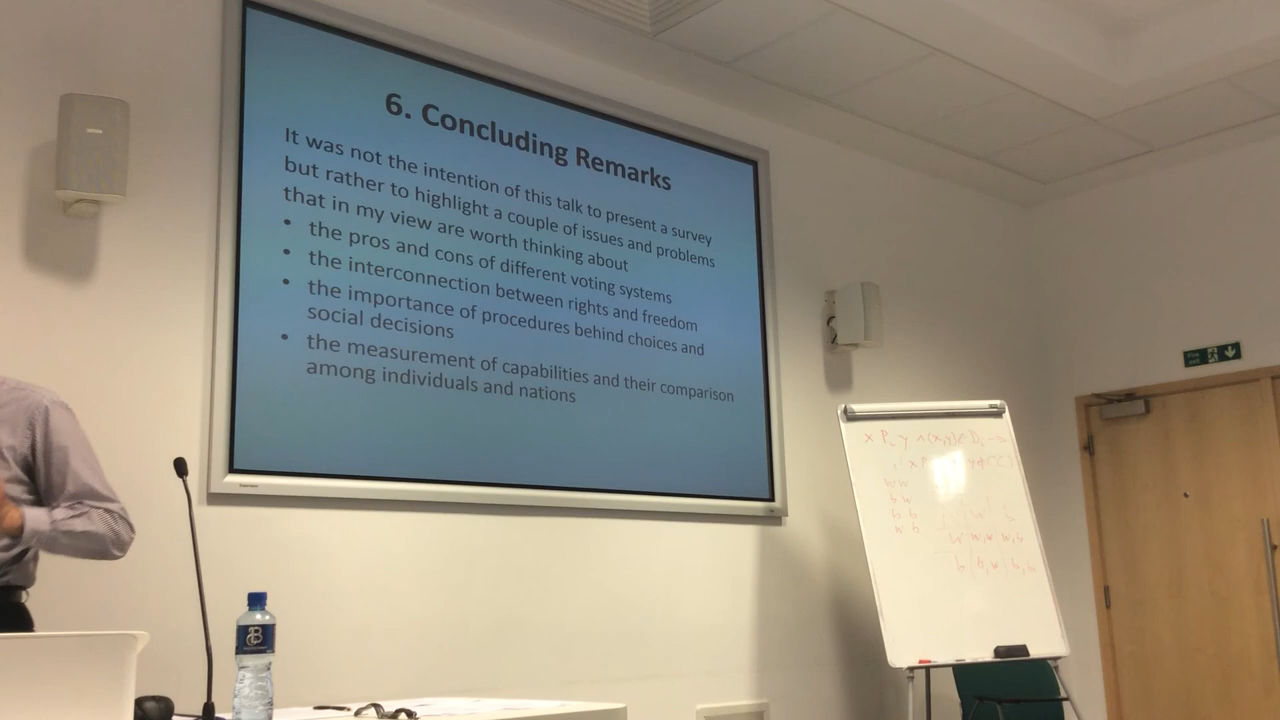 6. Concluding Remarks
It was not the intention of this talk to present a survey
but rather to highlight a couple of issues and problems
that in my view are worth thinking about
• the pros and cons of different voting systems
• the interconnection between rights and freedom
• the importance of procedures behind choices and
social decisions
• the measurement of capabilities and their comparison
among individuals and nations
Fire
exit
w w
b w
b b
w b